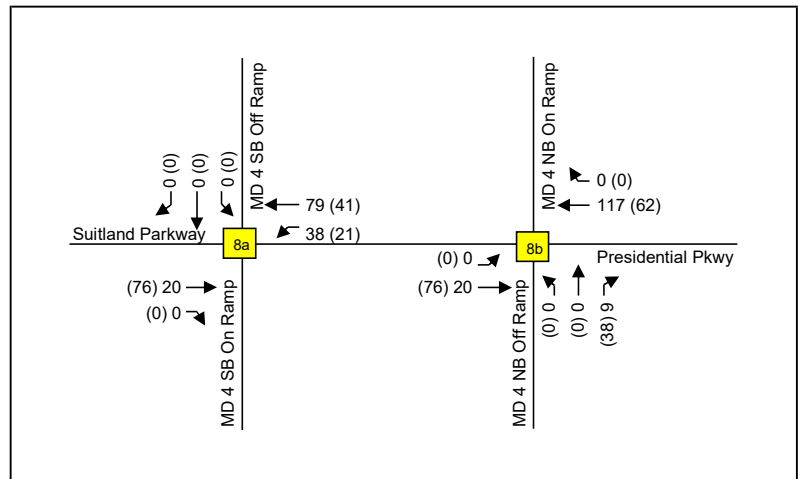 MD 4 SB Off Ramp
MD 4 NB On Ramp
0 (0)
0 (0)
0 (0)
0 (0)
79 (41)
117 (62)
Suitland Parkway
38 (21)
8a
8b
(0) 0
Presidential Pkwy
(76) 20
(76) 20
(0) 0
MD 4 SB On Ramp
MD 4 NB Off Ramp
(0) 0
(0) 0
(38) 9